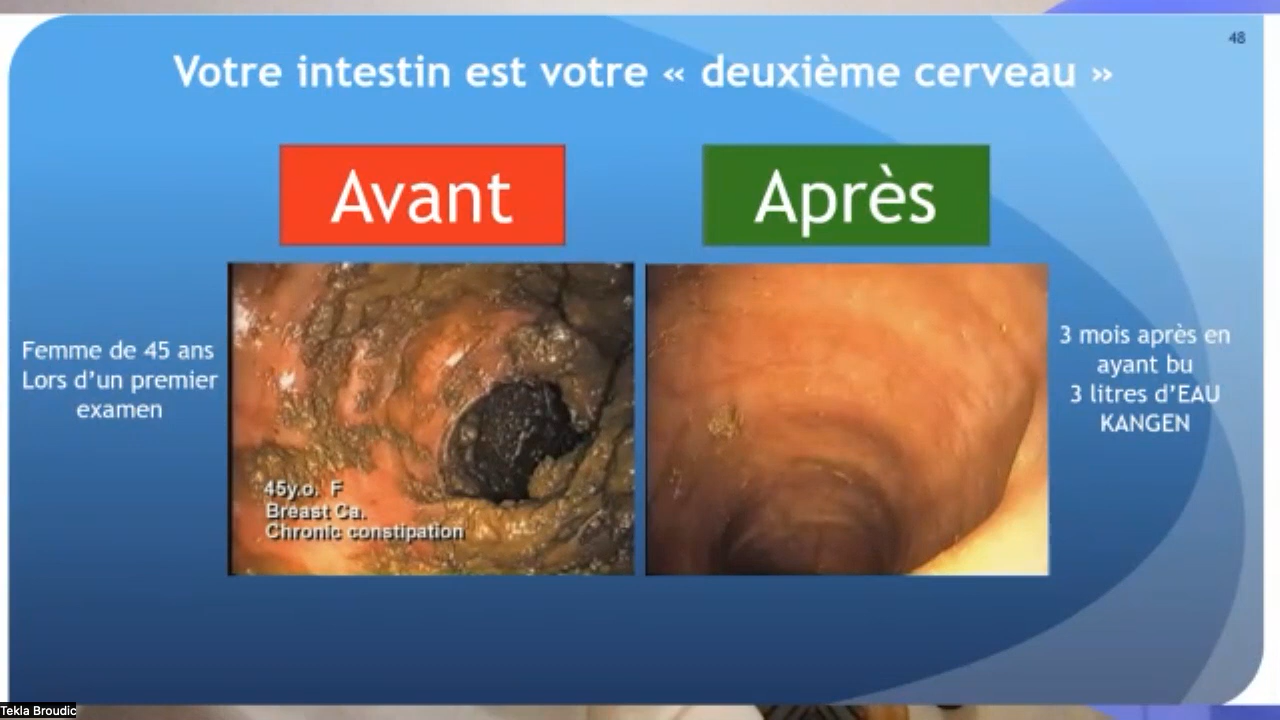 48
Votre intestin est votre « deuxième cerveau »
Avant
Après
Femme de 45 ans
Lors d’un premier
examen
45y.o. F
Breast Ca.
Chronic constipation
3 mois après en
ayant bu
3 litres d’EAU
KANGEN
Tekla Broudic